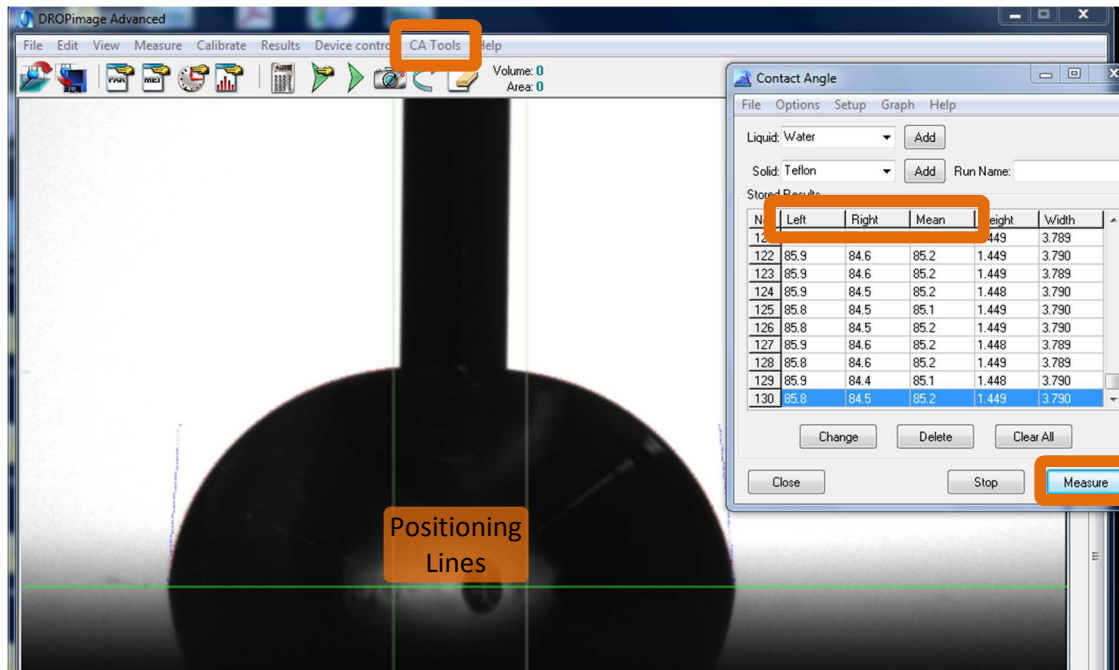 DROPimage Advanced
File Edit View Measure Calibrate Results Device contro CA Tools elp
PAR MET
Volume: 0
Area: 0
Contact Angle
File Options Setup Graph Help
Liquid: Water Add
Solid: Teflon Add Run Name:
Stored Results
N Left Right Mean eight Width
12 .449 3.789
122 85.9 84.6 85.2 1.449 3.790
123 85.9 84.6 85.2 1.449 3.789
124 85.9 84.5 85.2 1.448 3.790
125 85.8 84.5 85.1 1.449 3.790
126 85.8 84.5 85.2 1.449 3.790
127 85.9 84.6 85.2 1.448 3.789
128 85.8 84.6 85.2 1.449 3.789
129 85.9 84.4 85.1 1.448 3.790
130 85.8 84.5 85.2 1.449 3.790
Change Delete Clear All
Close Stop Measure
Positioning
Lines